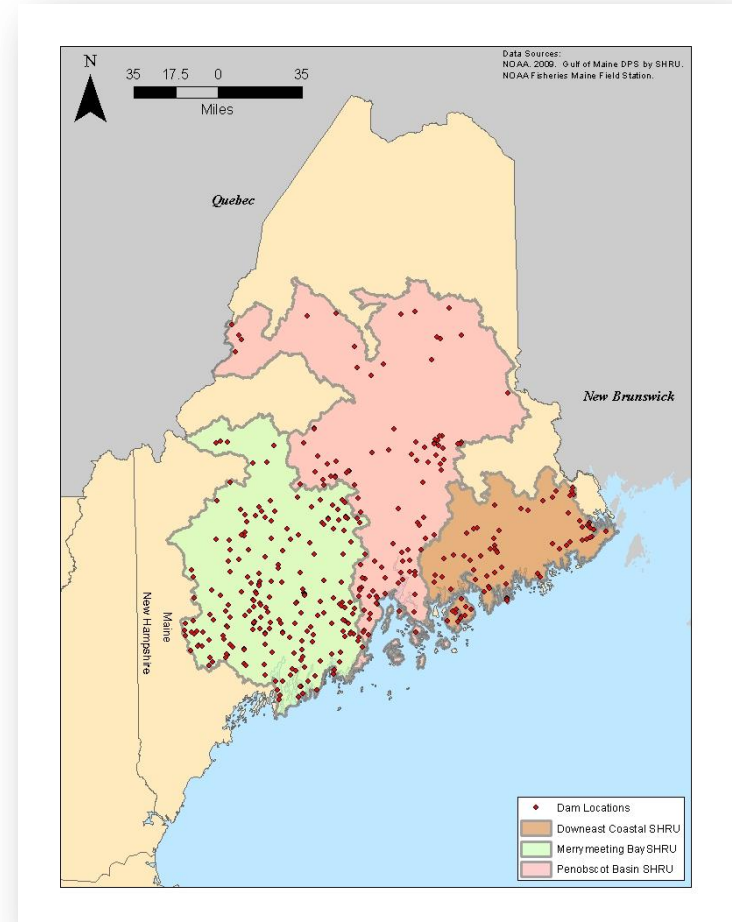 Data Sources:
NOAA. 2009. Gulf of Maine DPS by SHRU.
NOAA Fisheries Maine Field Station.
N
35 17.5 0 35
Miles
Quebec
New Brunswick
Maine
New Hampshire
Dam Locations
Downeast Coastal SHRU
Merrymeeting Bay SHRU
Penobscot Basin SHRU